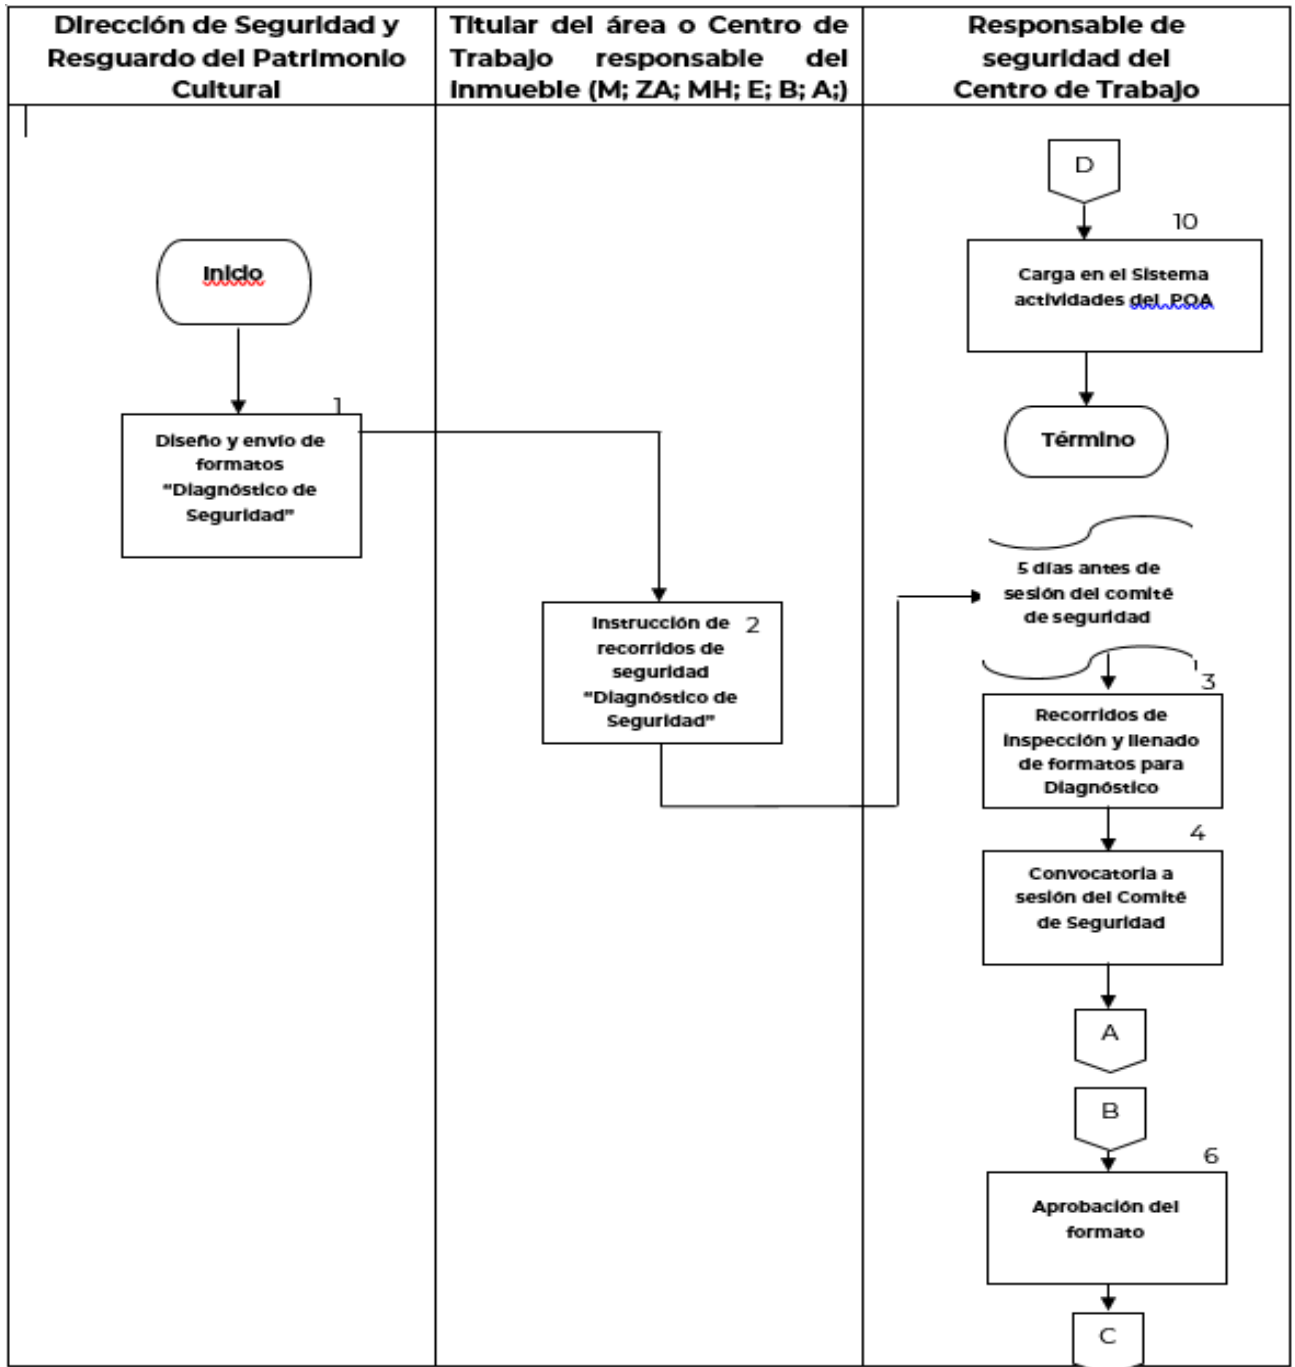 Dirección de Seguridad y
Resguardo del Patrimonio
Cultural
Titular del área o Centro de
Trabajo responsable del
Inmueble (M; ZA; MH; E; B; A;)
Responsable de
seguridad del
Centro de Trabajo
Inicio
1
Diseño y envío de
formatos
"Diagnóstico de
Seguridad"
Instrucción de
2
recorridos de
seguridad
"Diagnóstico de
Seguridad"
D
10
Carga en el Sistema
actividades del POA
Término
5 días antes de
sesión del comité
de seguridad
3
Recorridos de
inspección y llenado
de formatos para
Diagnóstico
4
Convocatoria a
sesión del Comité
de Seguridad
A
B
6
Aprobación del
formato
C